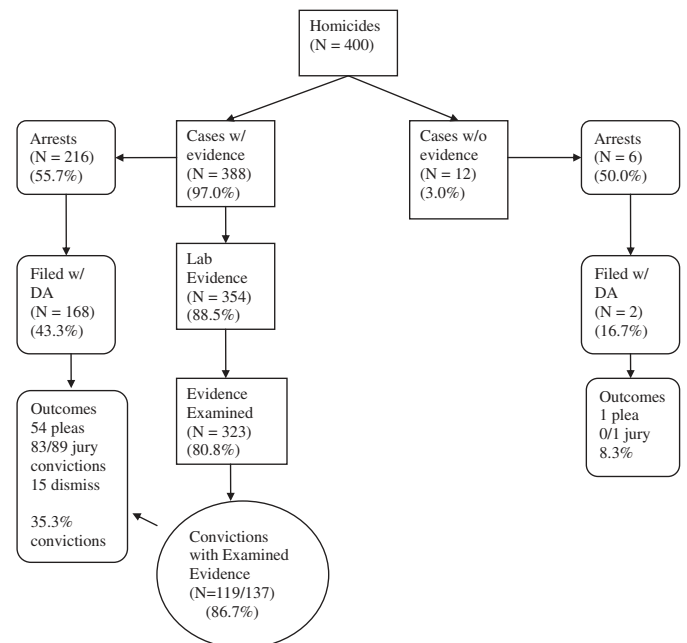 Homicides
(N = 400)
Arrests
(N = 216)
(55.7%)
Cases w/
evidence
(N = 388)
(97.0%)
Cases w/o
evidence
(N = 12)
(3.0%)
Arrests
(N = 6)
(50.0%)
Filed w/
DA
(N = 168)
(43.3%)
Lab
Evidence
(N = 354)
(88.5%)
Filed w/
DA
(N = 2)
(16.7%)
Outcomes
54 pleas
83/89 jury
convictions
15 dismiss
35.3%
convictions
Evidence
Examined
(N = 323)
(80.8%)
Outcomes
1 plea
0/1 jury
8.3%
Convictions
with Examined
Evidence
(N=119/137)
(86.7%)